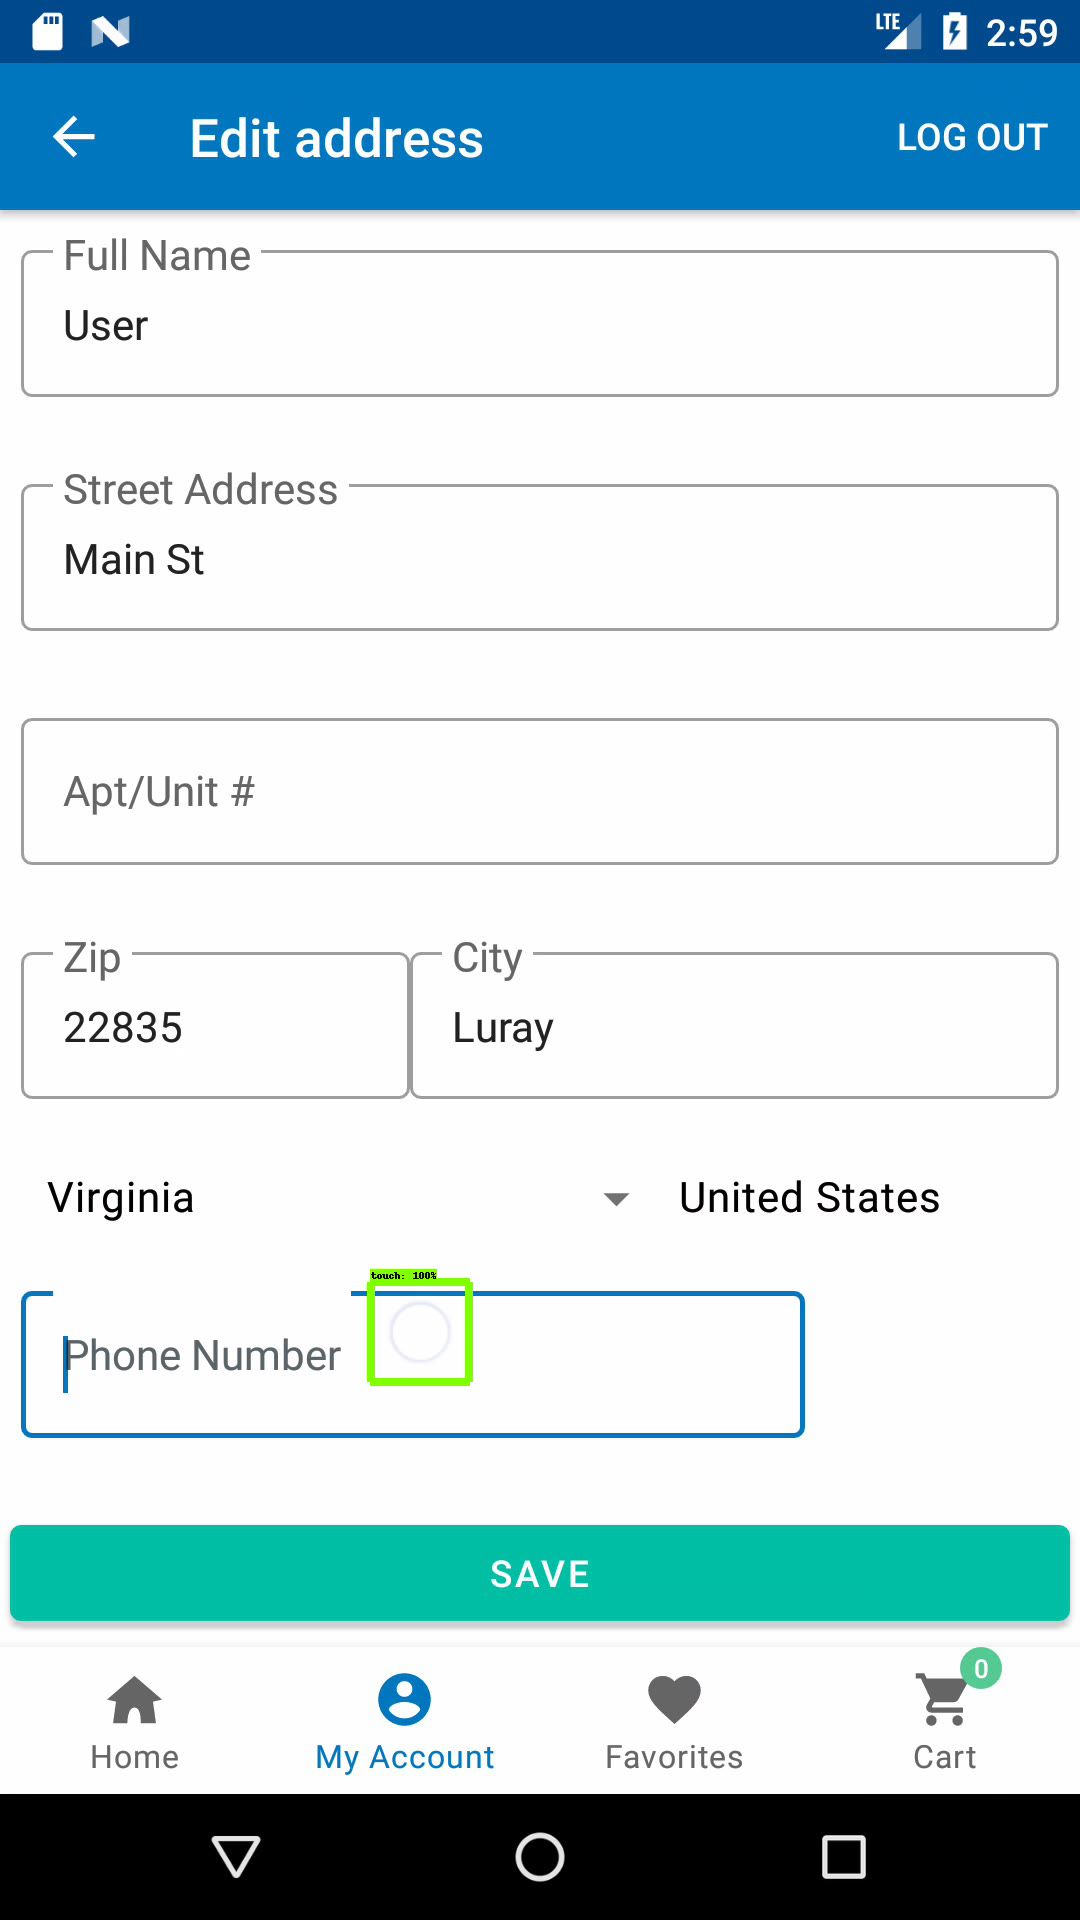 LTE 2:59
Edit address LOG OUT
Full Name
User
Street Address
Main St
Apt/Unit #
Zip City
22835 Luray
Virginia United States
touch: 100%
Phone Number
SAVE
0
Home My Account Favorites Cart